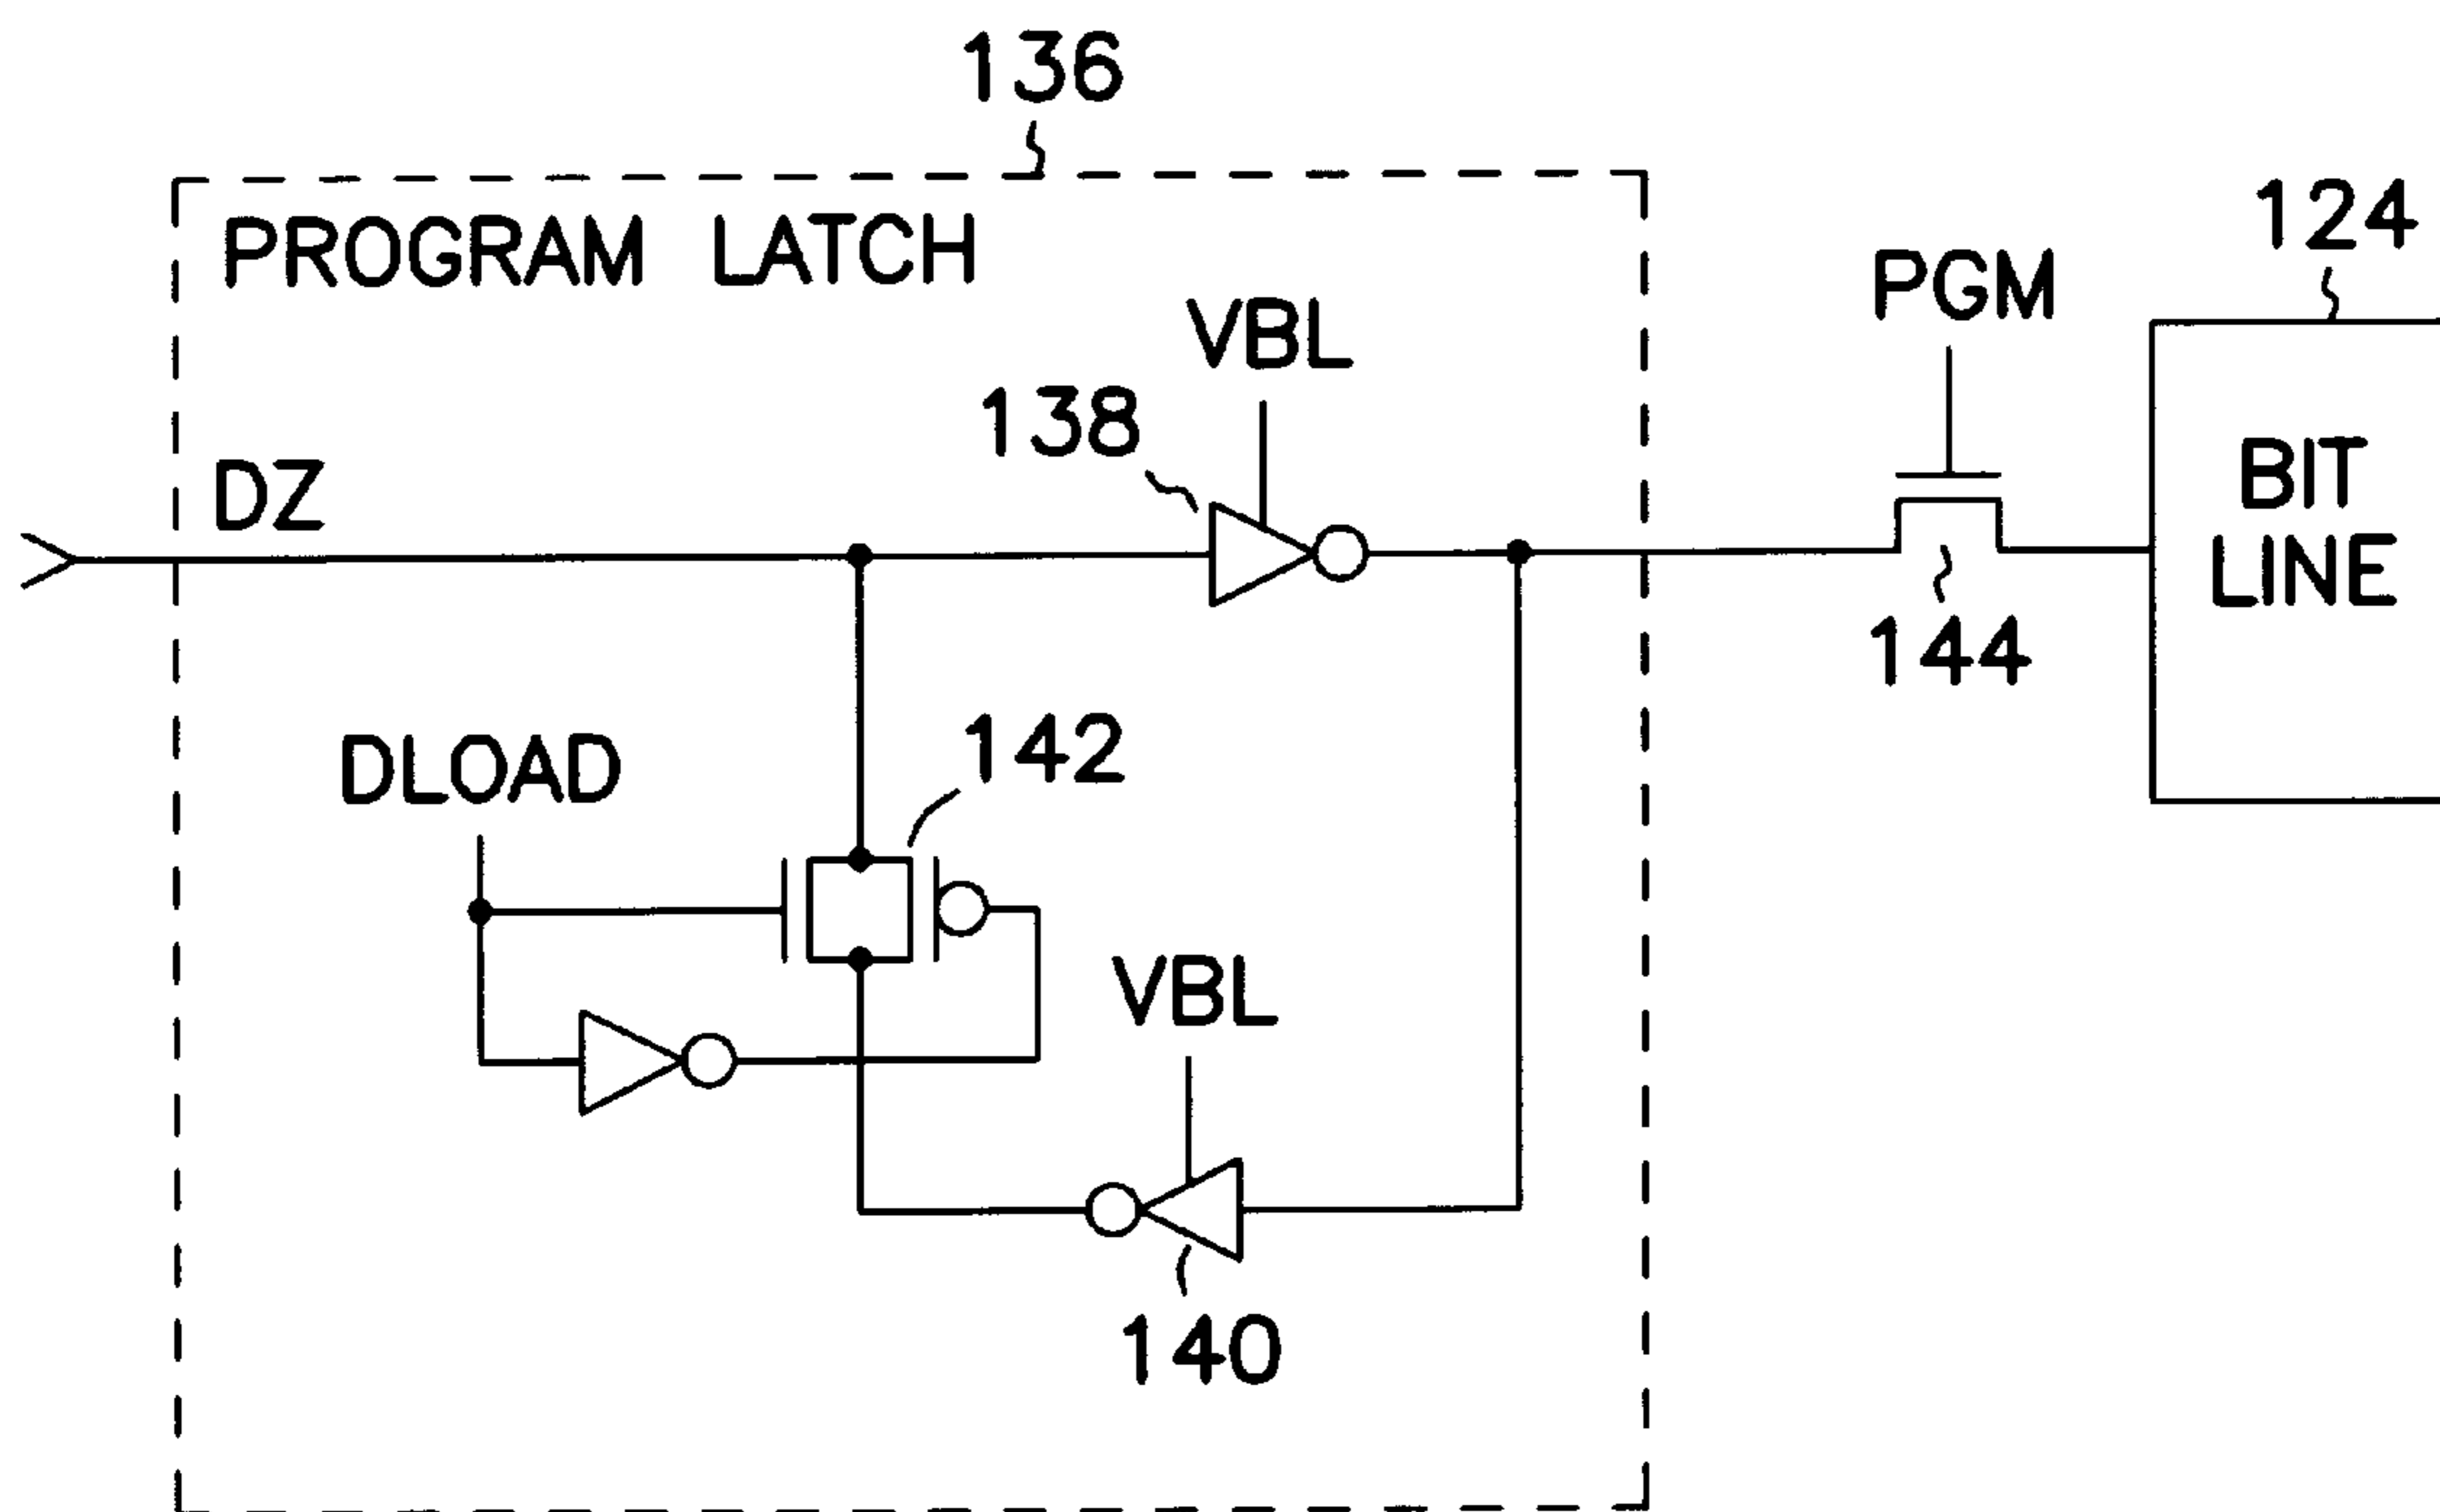 136
PROGRAM LATCH
124
PGM
VBL
138
DZ
BIT
LINE
144
DLOAD
142
VBL
140